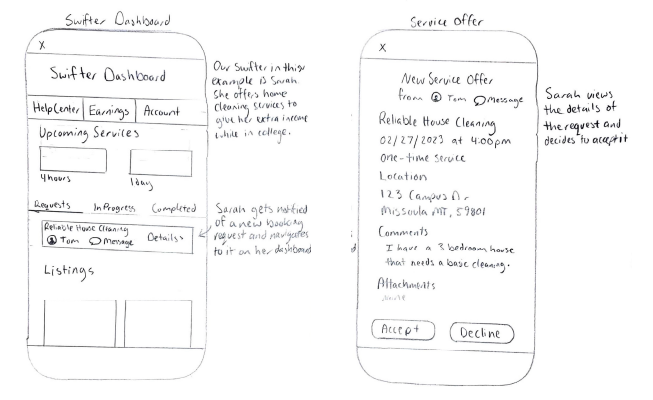 Swifter Dashboard
X
Swifter Dashboard
Help Center Earnings Account
Upcoming Services
4 hours 1 day
Requests In Progress Completed
Reliable House Cleaning
Tom Message Details >
Listings
Our Swifter in this
example is Sarah
She offers home
cleaning services to
give her extra income
while in college.
Sarah gets notified
of a new booking
request and navigates
to it on her dashboard
Service Offer
X
New Service Offer
from Tom Message
Reliable House Cleaning
02/27/2023 at 4:00pm
One-time service
Location
123 Campus Dr
Missoula MT, 59801
Comments
I have a 3 bedroom house
that needs a base cleaning.
Attachments
Accept Decline
Sarah views
the details of
the request and
decides to accept it